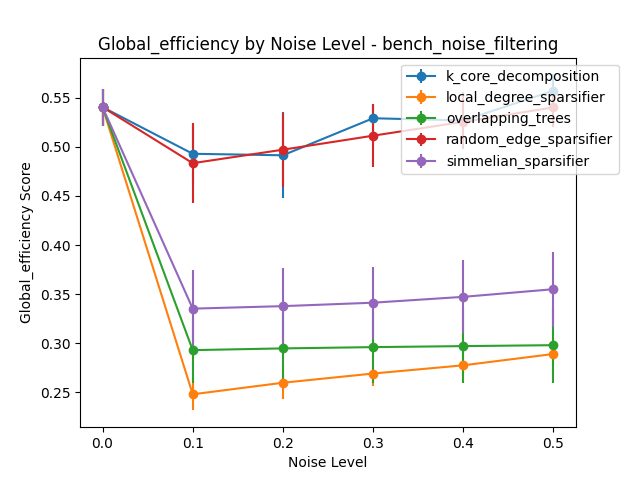 Global_efficiency by Noise Level - bench_noise_filtering
Global_efficiency Score
0.55
0.50
0.45
0.40
0.35
0.30
0.25
k_core_decomposition
local_degree_sparsifier
overlapping_trees
random_edge_sparsifier
simmelian_sparsifier
0.0 0.1 0.2 0.3 0.4 0.5
Noise Level